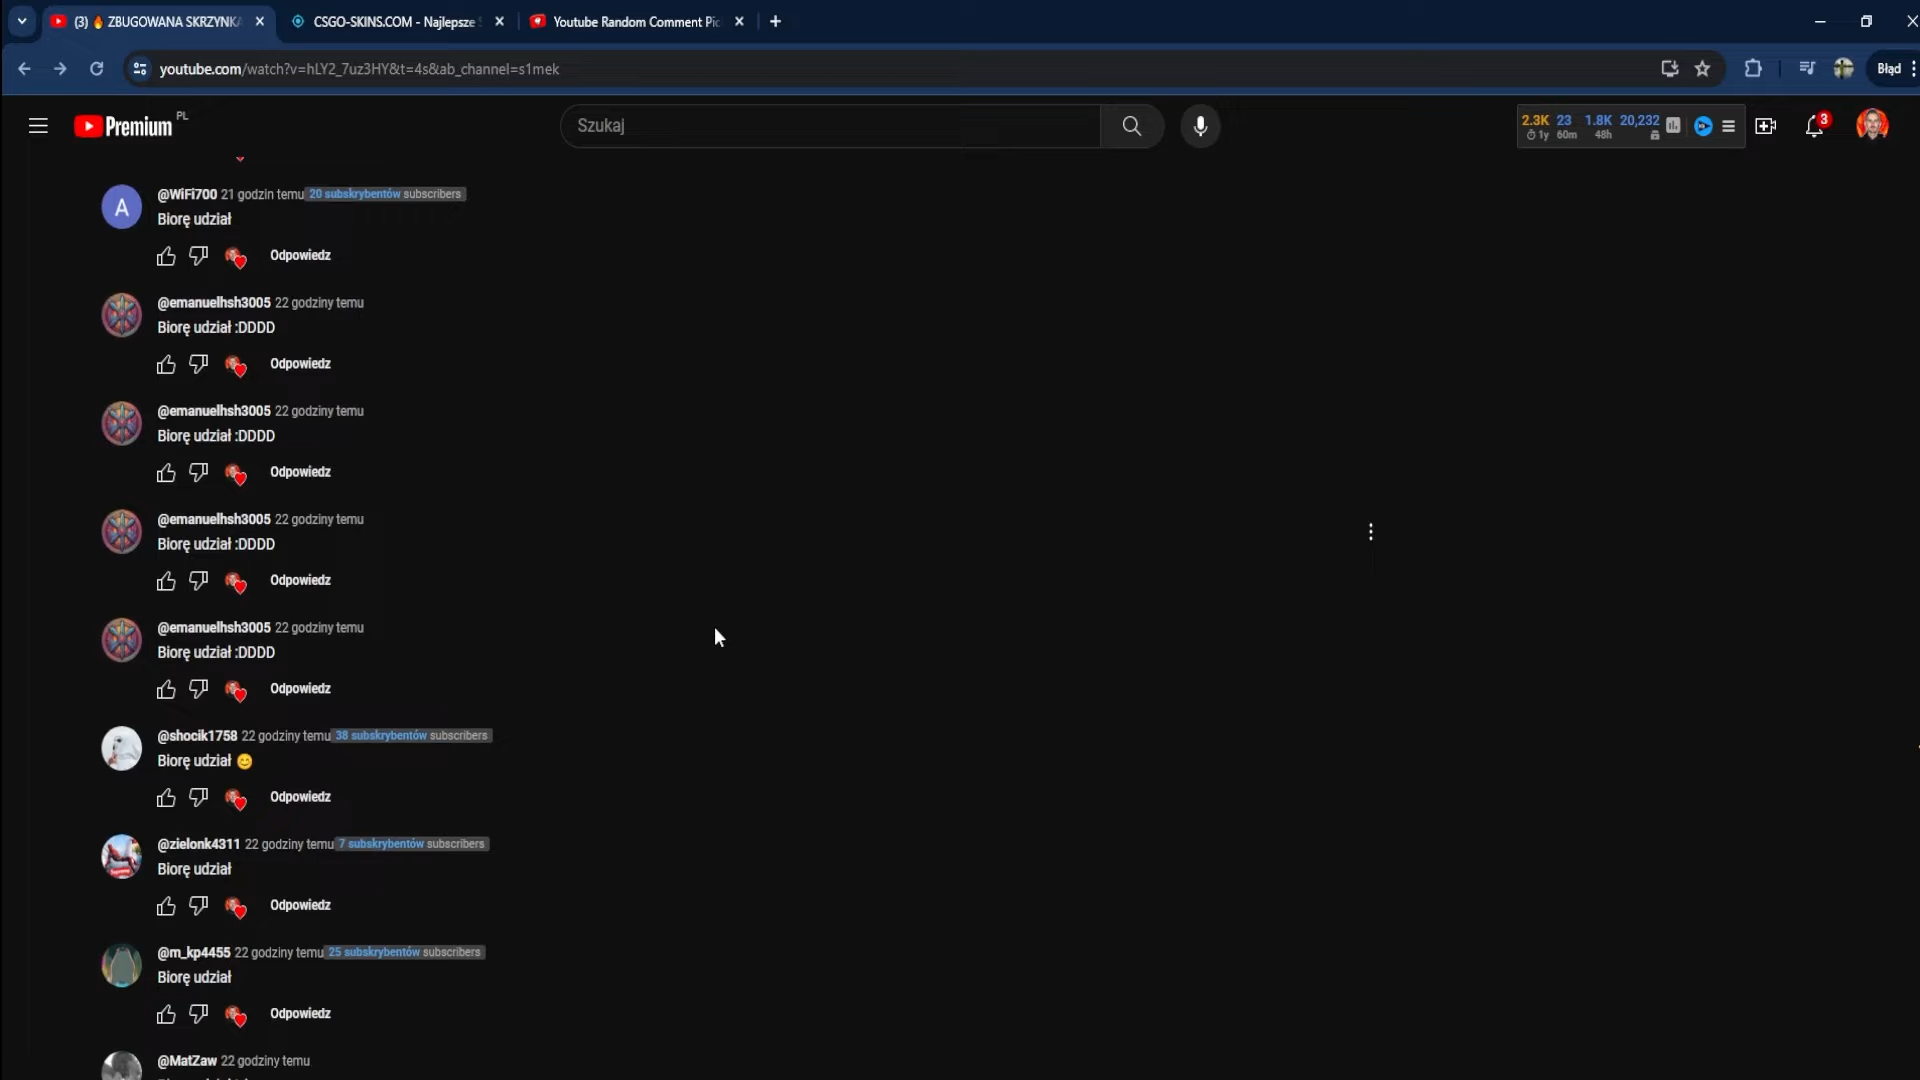 (3) 🔥 ZBUGOWANA SKRZYNKA
CSGO-SKINS.COM - Najlepsze S
Youtube Random Comment Pic
youtube.com/watch?v=hLY2_7uz3HY&t=4s&ab_channel=s1mek
Błąd
Premium PL
Szukaj
2.3K 23 1.8K 20,232
1y 60m 48h
3
A
@WiFi700 21 godzin temu 20 subskrybentów subscribers
Biorę udział
Odpowiedz
@emanuelhsh3005 22 godziny temu
Biorę udział :DDDD
Odpowiedz
@emanuelhsh3005 22 godziny temu
Biorę udział :DDDD
Odpowiedz
@emanuelhsh3005 22 godziny temu
Biorę udział :DDDD
Odpowiedz
@emanuelhsh3005 22 godziny temu
Biorę udział :DDDD
Odpowiedz
@shocik1758 22 godziny temu 38 subskrybentów subscribers
Biorę udział 😊
Odpowiedz
@zielonk4311 22 godziny temu 7 subskrybentów subscribers
Biorę udział
Odpowiedz
@m_kp4455 22 godziny temu 25 subskrybentów subscribers
Biorę udział
Odpowiedz
@MatZaw 22 godziny temu